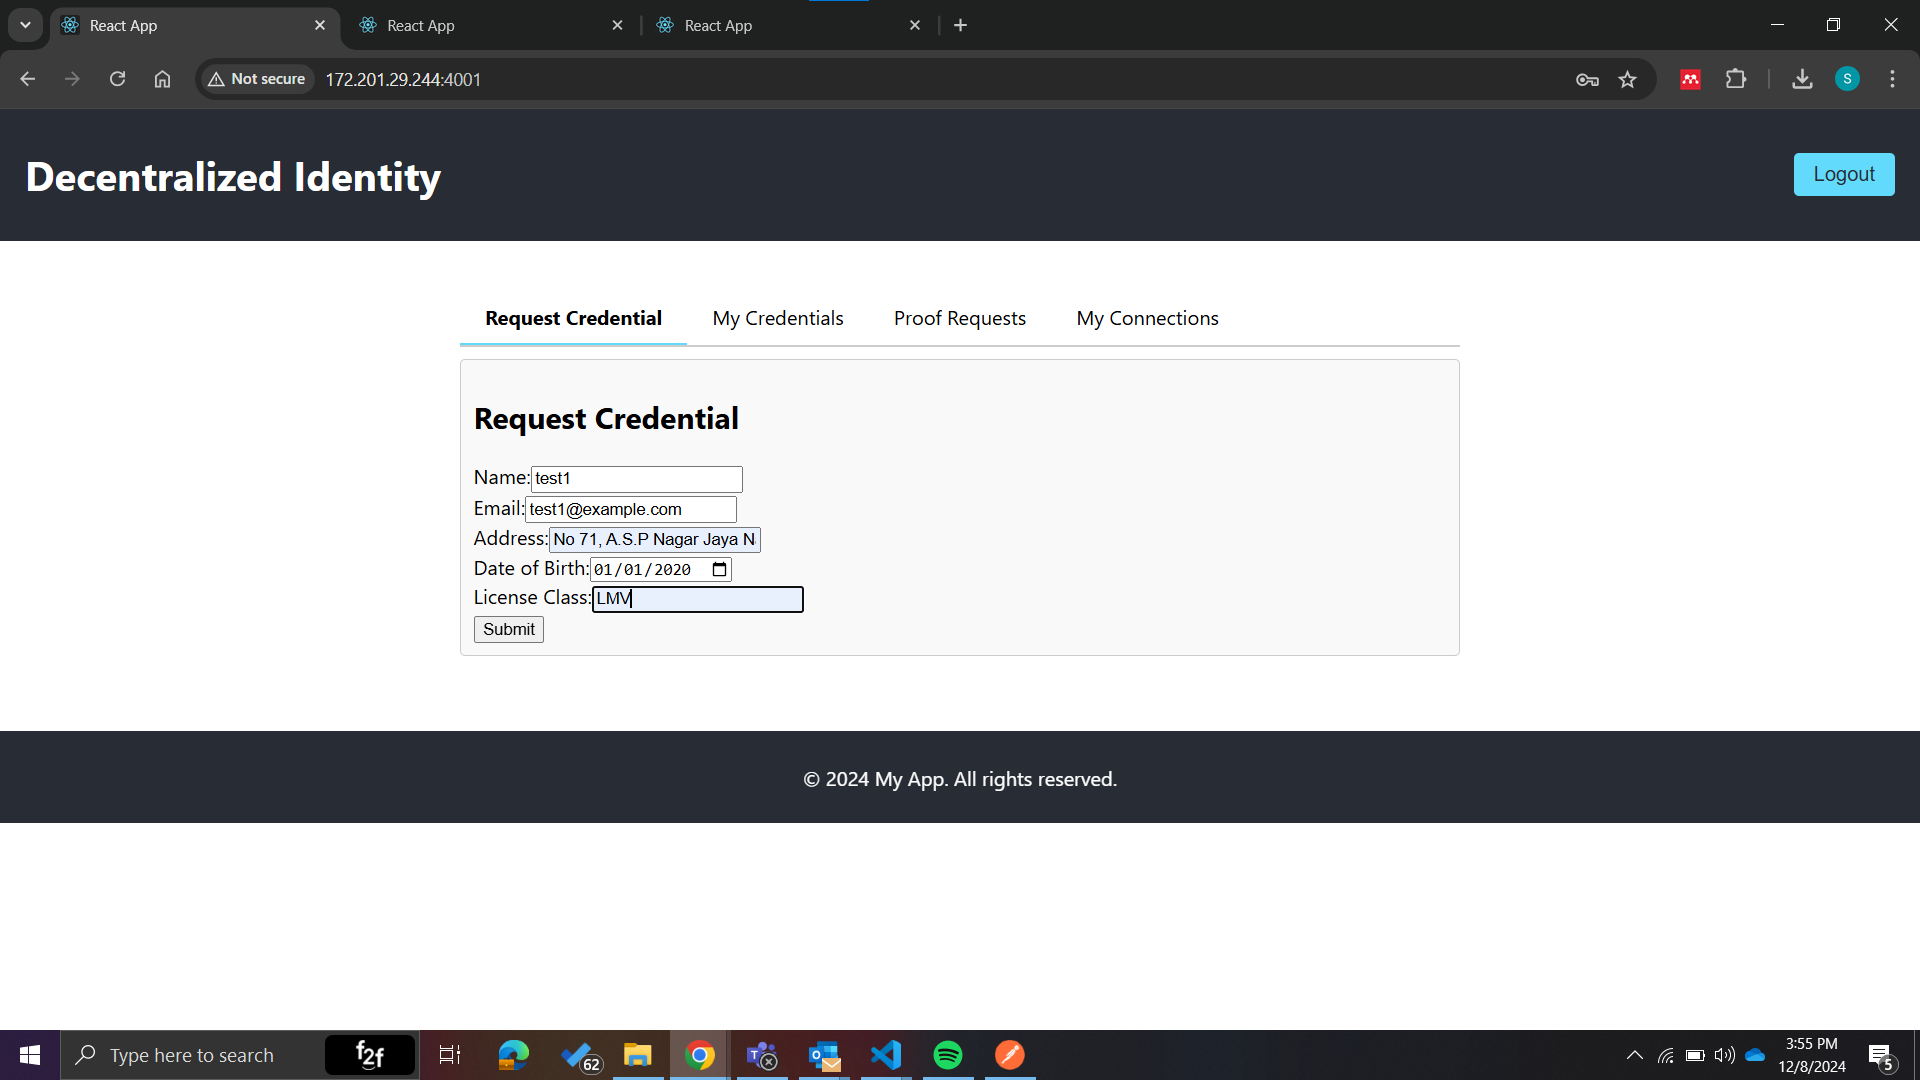 React App
React App
React App
Not secure
172.201.29.244:4001
S
Decentralized Identity
Logout
Request Credential
My Credentials
Proof Requests
My Connections
Request Credential
Name: test1
Email: test1@example.com
Address: No 71, A.S.P Nagar Jaya N
Date of Birth: 01/01/2020
License Class: LMV
Submit
© 2024 My App. All rights reserved.
Type here to search
f2f
62
3:55 PM
12/8/2024
5